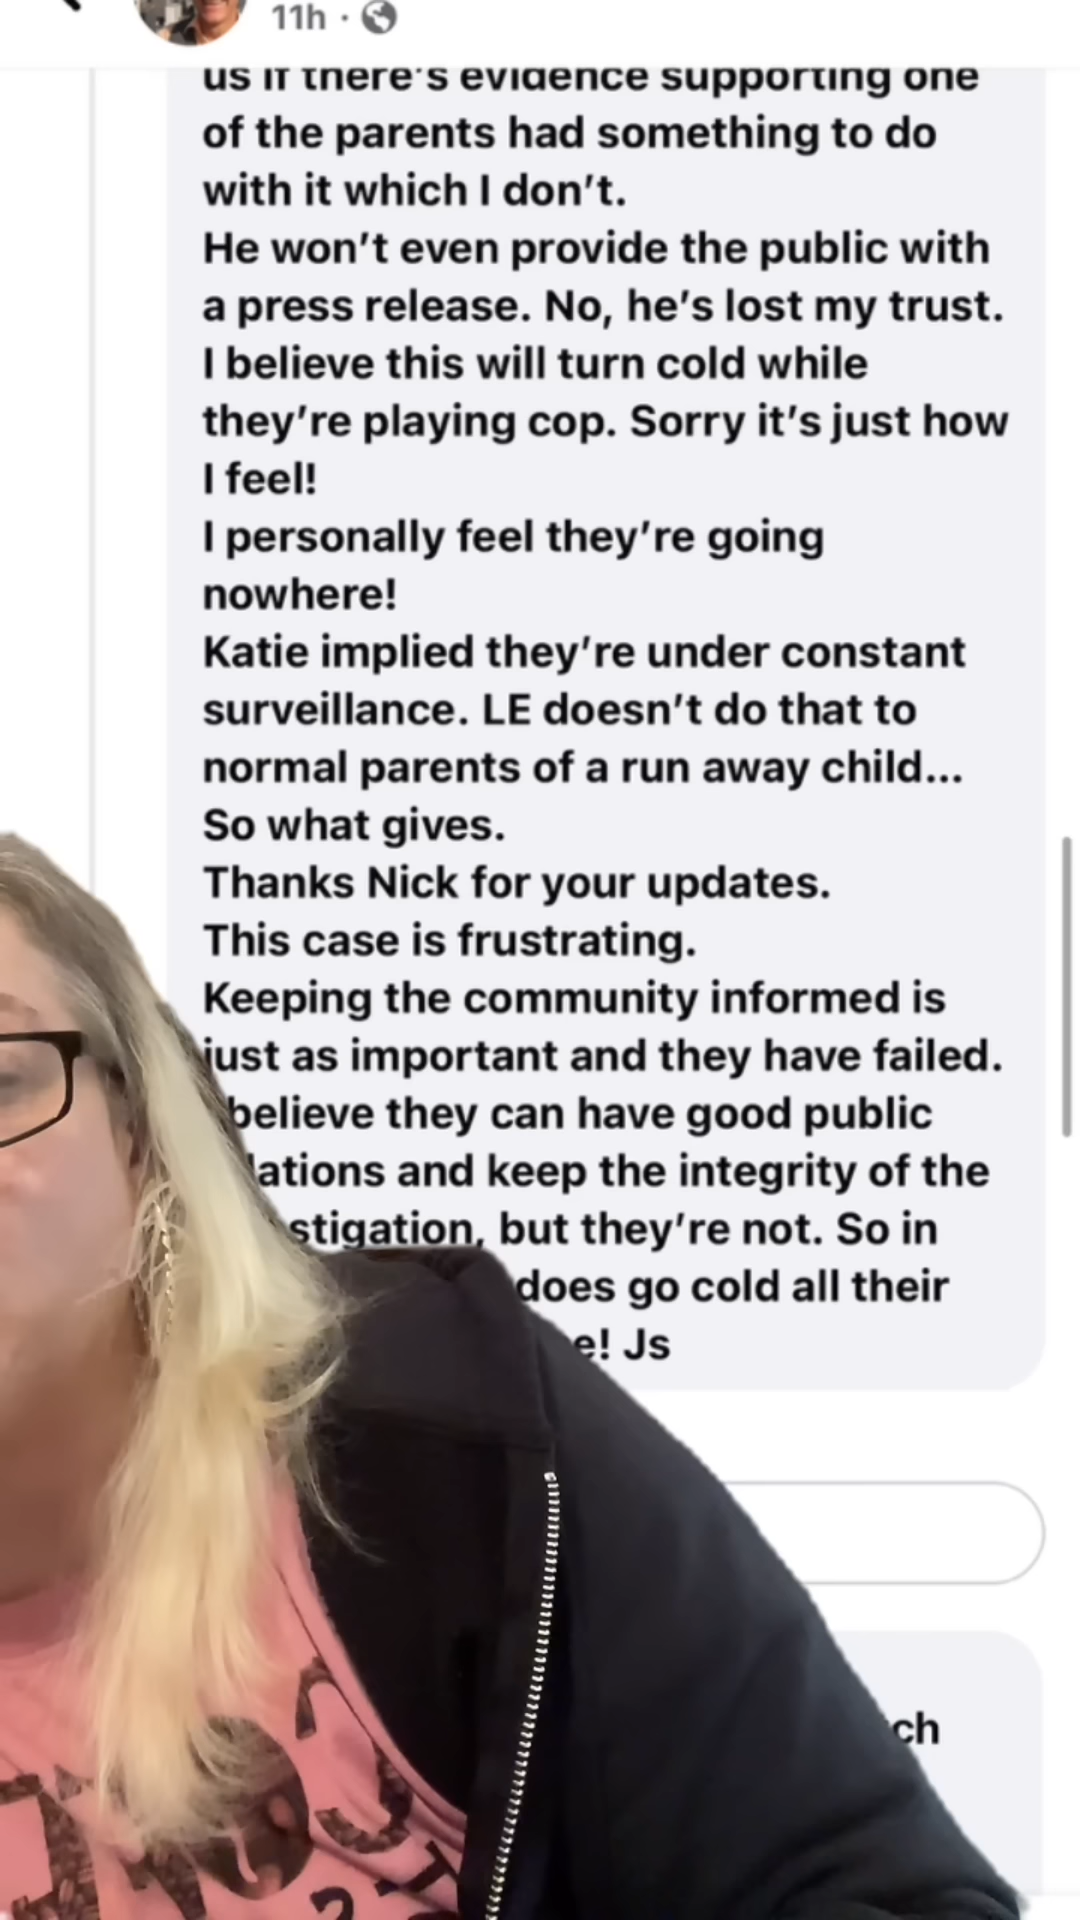 11h ·
us if there's evidence supporting one
of the parents had something to do
with it which I don't.
He won't even provide the public with
a press release. No, he's lost my trust.
I believe this will turn cold while
they're playing cop. Sorry it's just how
I feel!
I personally feel they're going
nowhere!
Katie implied they're under constant
surveillance. LE doesn't do that to
normal parents of a run away child...
So what gives.
Thanks Nick for your updates.
This case is frustrating.
Keeping the community informed is
just as important and they have failed.
believe they can have good public
lations and keep the integrity of the
stigation, but they're not. So in
does go cold all their
e! Js
ch